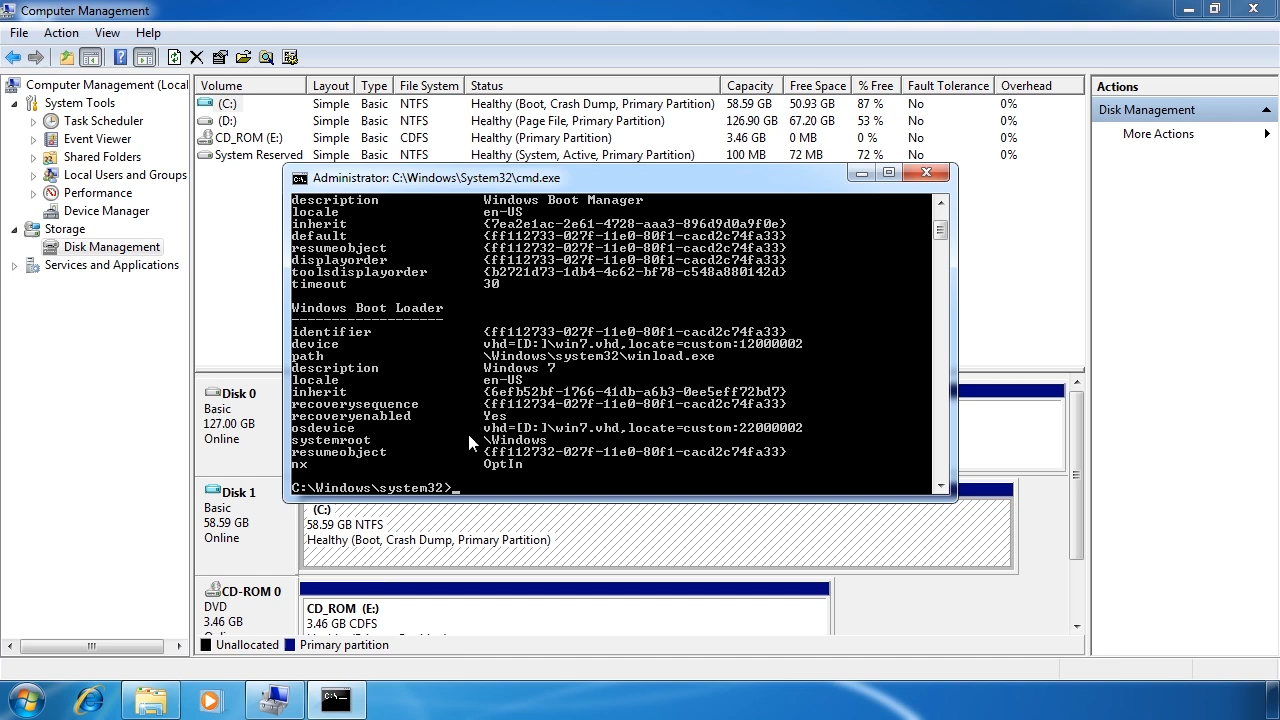 Computer Management
File Action View Help
Computer Management (Local
System Tools
Task Scheduler
Event Viewer
Shared Folders
Local Users and Groups
Performance
Device Manager
Storage
Disk Management
Services and Applications
Volume Layout Type File System Status Capacity Free Space % Free Fault Tolerance Overhead
(C:) Simple Basic NTFS Healthy (Boot, Crash Dump, Primary Partition) 58.59 GB 50.93 GB 87 % No 0%
(D:) Simple Basic NTFS Healthy (Page File, Primary Partition) 126.90 GB 67.20 GB 53 % No 0%
CD_ROM (E:) Simple Basic CDFS Healthy (Primary Partition) 3.46 GB 0 MB 0 % No 0%
System Reserved Simple Basic NTFS Healthy (System, Active, Primary Partition) 100 MB 72 MB 72 % No 0%
Actions
Disk Management
More Actions
Administrator: C:\Windows\System32\cmd.exe
description Windows Boot Manager
locale en-US
inherit {7ea2e1ac-2e61-4728-aaa3-896d9d0a9f0e}
default {ff112733-027f-11e0-80f1-cacd2c74fa33}
resumeobject {ff112732-027f-11e0-80f1-cacd2c74fa33}
displayorder {ff112733-027f-11e0-80f1-cacd2c74fa33}
toolsdisplayorder {b2721d73-1db4-4c62-bf78-c548a880142d}
timeout 30
Windows Boot Loader
-------------------
identifier {ff112733-027f-11e0-80f1-cacd2c74fa33}
device vhd=[D:]\win7.vhd,locate=custom:12000002
path \Windows\system32\winload.exe
description Windows 7
locale en-US
inherit {6efb52bf-1766-41db-a6b3-0ee5eff72bd7}
recoverysequence {ff112734-027f-11e0-80f1-cacd2c74fa33}
recoveryenabled Yes
osdevice vhd=[D:]\win7.vhd,locate=custom:22000002
systemroot \Windows
resumeobject {ff112732-027f-11e0-80f1-cacd2c74fa33}
nx OptIn
C:\Windows\system32>_
Disk 0
Basic
127.00 GB
Online
Disk 1
Basic
58.59 GB
Online
(C:)
58.59 GB NTFS
Healthy (Boot, Crash Dump, Primary Partition)
CD-ROM 0
DVD
3.46 GB
CD_ROM (E:)
3.46 GB CDFS
Unallocated Primary partition